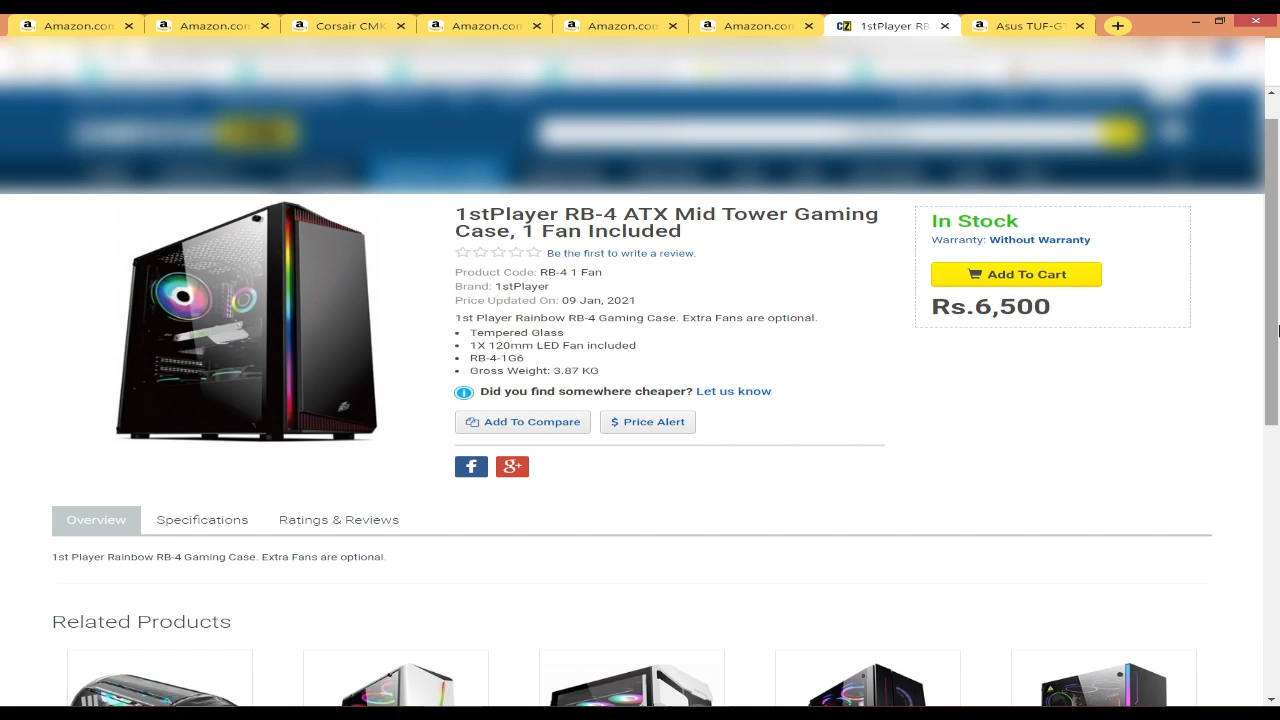 Amazon.com
Amazon.com
Corsair CMK
Amazon.com
Amazon.com
Amazon.com
1stPlayer RB
Asus TUF-GT
1stPlayer RB-4 ATX Mid Tower Gaming
Case, 1 Fan Included
Be the first to write a review.
Product Code: RB-4 1 Fan
Brand: 1stPlayer
Price Updated On: 09 Jan, 2021
1st Player Rainbow RB-4 Gaming Case. Extra Fans are optional.
• Tempered Glass
• 1X 120mm LED Fan included
• RB-4-1G6
• Gross Weight: 3.87 KG
Did you find somewhere cheaper? Let us know
Add To Compare
$ Price Alert
In Stock
Warranty: Without Warranty
Add To Cart
Rs.6,500
Overview
Specifications
Ratings & Reviews
1st Player Rainbow RB-4 Gaming Case. Extra Fans are optional.
Related Products